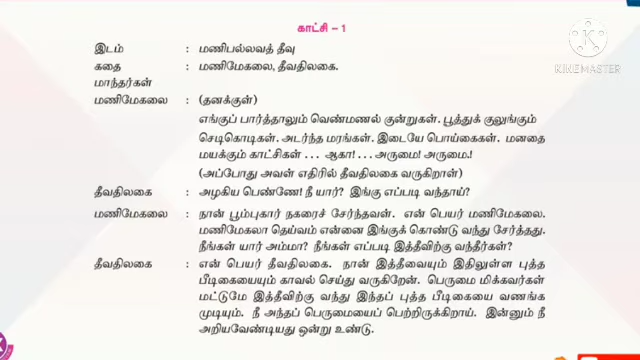 காட்சி – 1
இடம் : மணிபல்லவத் தீவு
கதை : மணிமேகலை, தீவதிலகை.
மாந்தர்கள்
மணிமேகலை : (தனக்குள்)
எங்குப் பார்த்தாலும் வெண்மணல் குன்றுகள். பூத்துக் குலுங்கும்
செடிகொடிகள். அடர்ந்த மரங்கள். இடையே பொய்கைகள். மனதை
மயக்கும் காட்சிகள் ... ஆகா!... அருமை! அருமை.!
(அப்போது அவள் எதிரில் தீவதிலகை வருகிறாள்)
தீவதிலகை : அழகிய பெண்ணே! நீ யார்? இங்கு எப்படி வந்தாய்?
மணிமேகலை : நான் பூம்புகார் நகரைச் சேர்ந்தவள். என் பெயர் மணிமேகலை.
மணிமேகலா தெய்வம் என்னை இங்குக் கொண்டு வந்து சேர்த்தது.
நீங்கள் யார் அம்மா? நீங்கள் எப்படி இத்தீவிற்கு வந்தீர்கள்?
தீவதிலகை : என் பெயர் தீவதிலகை. நான் இத்தீவையும் இதிலுள்ள புத்த
பீடிகையையும் காவல் செய்து வருகிறேன். பெருமை மிக்கவர்கள்
மட்டுமே இத்தீவிற்கு வந்து இந்தப் புத்த பீடிகையை வணங்க
முடியும். நீ அந்தப் பெருமையைப் பெற்றிருக்கிறாய். இன்னும் நீ
அறியவேண்டியது ஒன்று உண்டு.
K
KINEMASTER